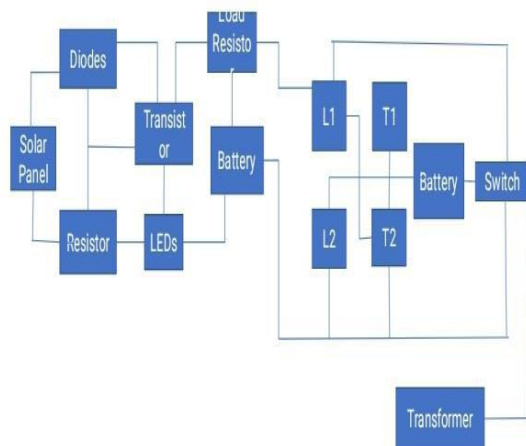 Load
Resisto
r
Diodes
L1
T1
Transist
or
Solar
Panel
Battery
Battery
Switch
Resistor
LEDs
L2
T2
Transformer